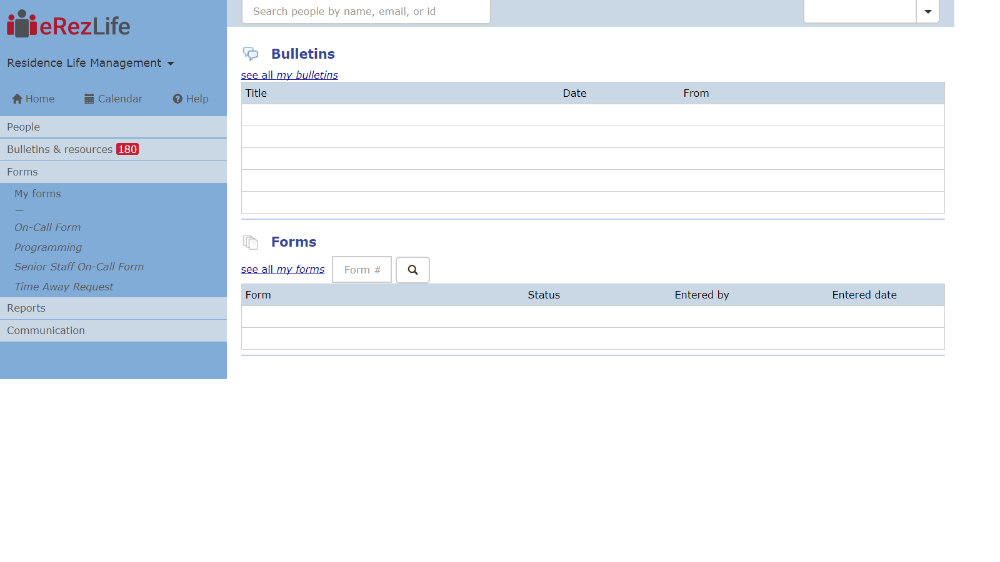 eRezLife
Search people by name, email, or id
Residence Life Management
Home Calendar Help
People
Bulletins & resources 180
Forms
My forms
—
On-Call Form
Programming
Senior Staff On-Call Form
Time Away Request
Reports
Communication
Bulletins
see all my bulletins
Title Date From
Forms
see all my forms Form #
Form Status Entered by Entered date